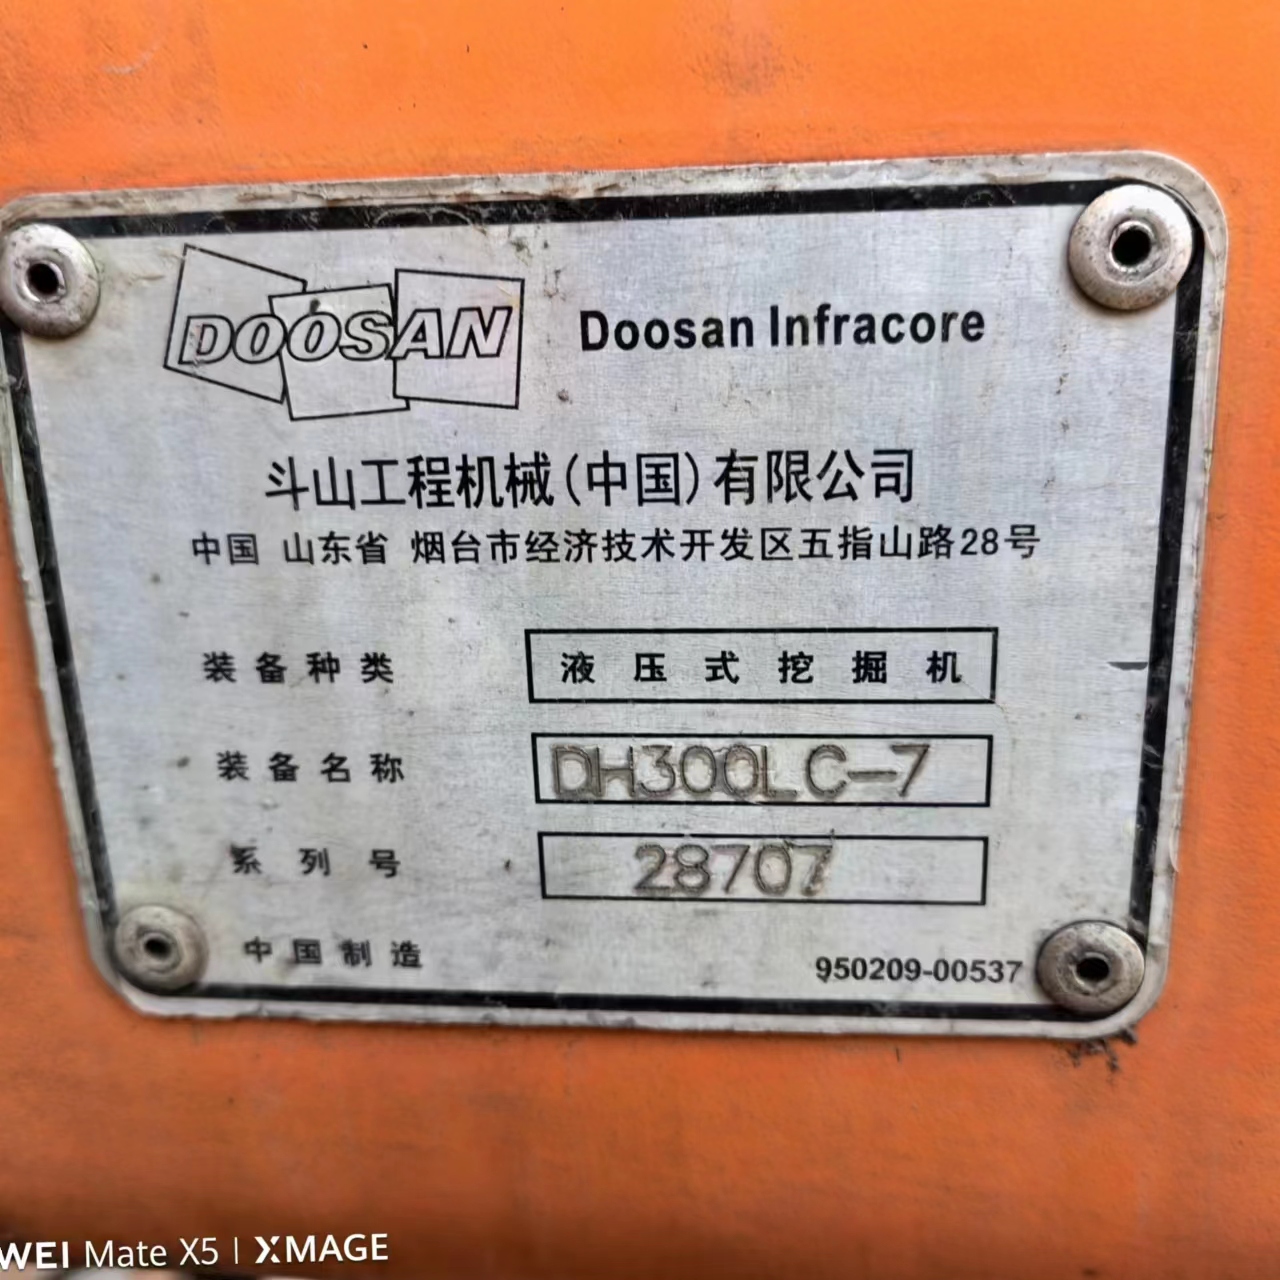 DOOSAN Doosan Infracore
斗山工程机械(中国)有限公司
中国 山东省 烟台市经济技术开发区五指山路28号
装备种类 液压式挖掘机
装备名称 DH300LC-7
系列号 28707
中国制造 950209-00537
WEI Mate X5 | XMAGE